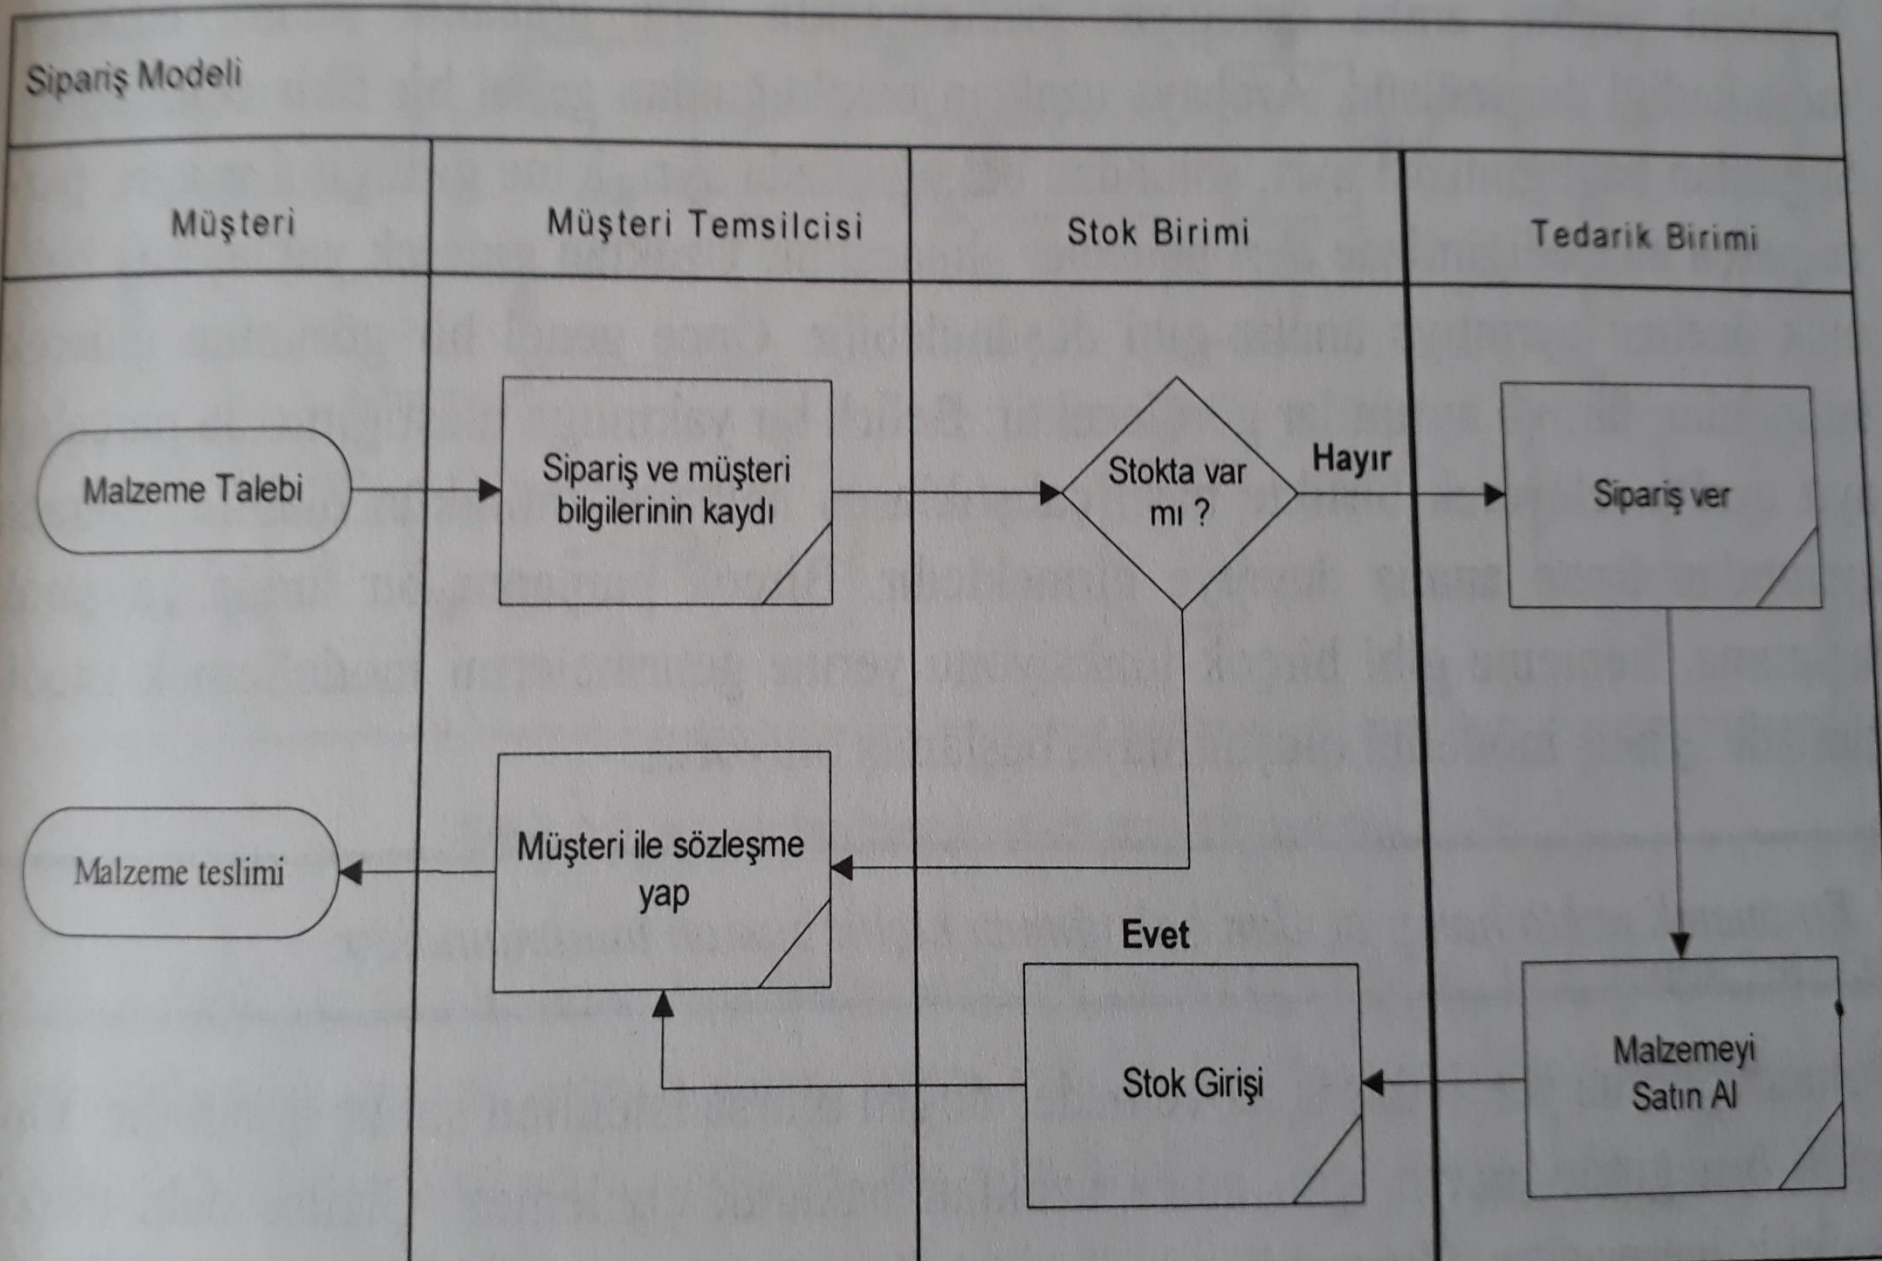 Sipariş Modeli
Müşteri
Müşteri Temsilcisi
Stok Birimi
Tedarik Birimi
Malzeme Talebi
Sipariş ve müşteri
bilgilerinin kaydı
Stokta var
mı ?
Hayır
Sipariş ver
Malzeme teslimi
Müşteri ile sözleşme
yap
Evet
Stok Girişi
Malzemeyi
Satın Al